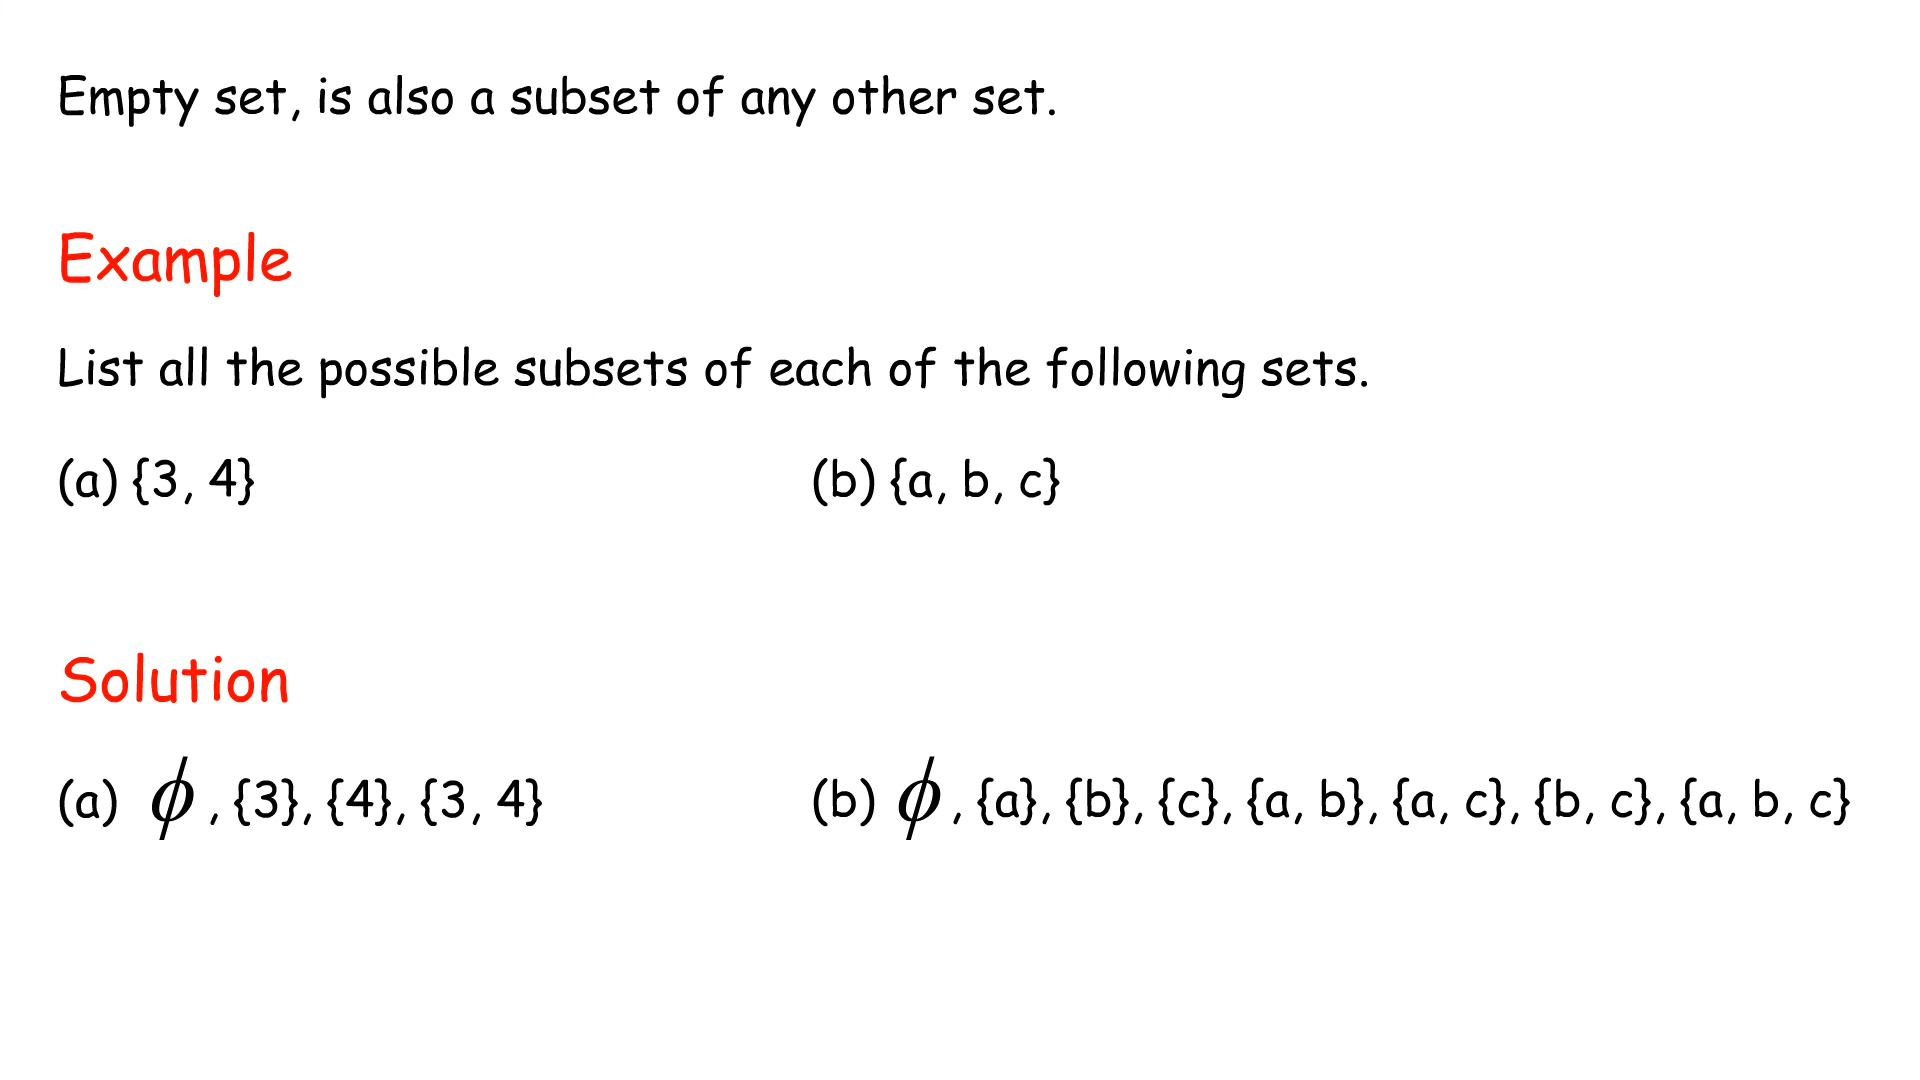 Empty set, is also a subset of any other set.
Example
List all the possible subsets of each of the following sets.
(a) {3, 4} (b) {a, b, c}
Solution
(a) ϕ , {3}, {4}, {3, 4} (b) ϕ , {a}, {b}, {c}, {a, b}, {a, c}, {b, c}, {a, b, c}